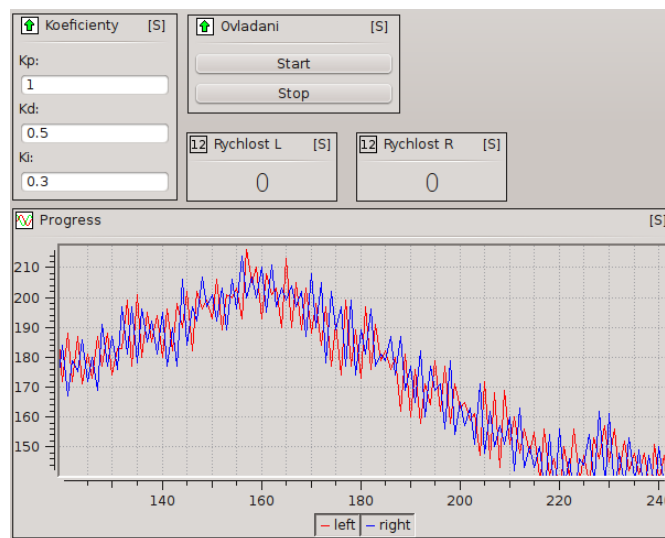 Koeficienty [S]
Kp:
1
Kd:
0.5
Ki:
0.3
Ovladani [S]
Start
Stop
12 Rychlost L [S]
0
12 Rychlost R [S]
0
Progress [S]
210
200
190
180
170
160
150
140 160 180 200 220 240
left right